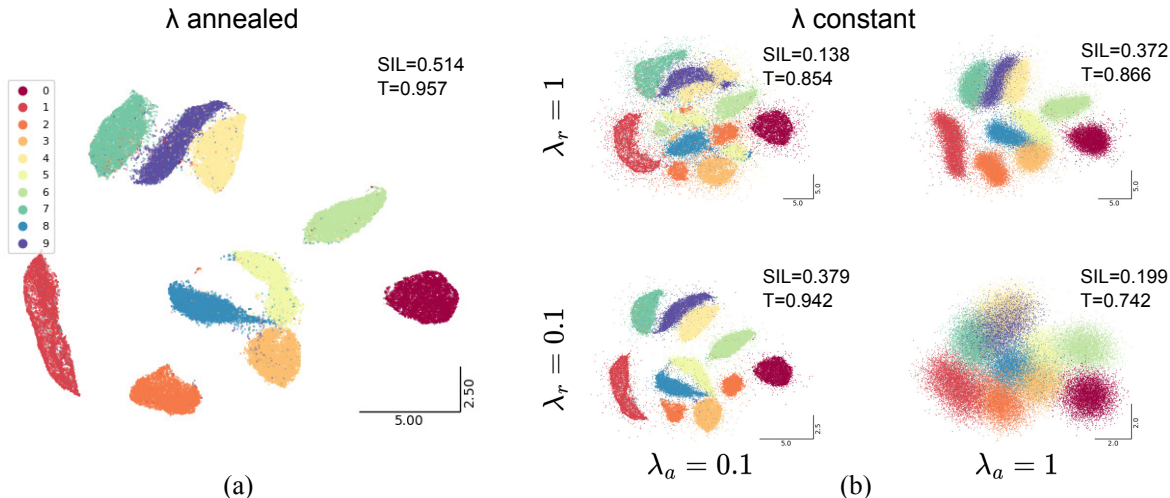 λ annealed
SIL=0.514
T=0.957
0
1
2
3
4
5
6
7
8
9
5.00
2.50
(a)
λ constant
λr = 1
SIL=0.138
T=0.854
5.0
5.0
SIL=0.372
T=0.866
5.0
5.0
λr = 0.1
SIL=0.379
T=0.942
5.0
2.5
SIL=0.199
T=0.742
2.0
2.0
λa = 0.1
λa = 1
(b)